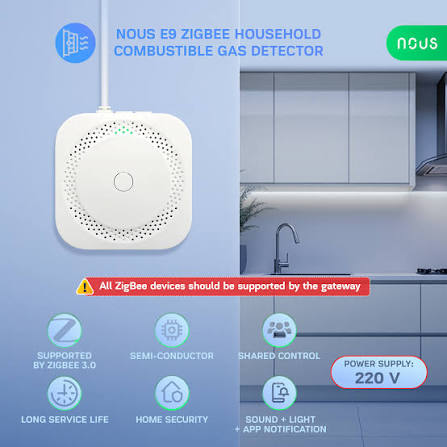 NOUS E9 ZIGBEE HOUSEHOLD
COMBUSTIBLE GAS DETECTOR
nous
All ZigBee devices should be supported by the gateway
SUPPORTED
BY ZIGBEE 3.0
SEMI-CONDUCTOR
SHARED CONTROL
POWER SUPPLY:
220 V
LONG SERVICE LIFE
HOME SECURITY
SOUND + LIGHT
+ APP NOTIFICATION